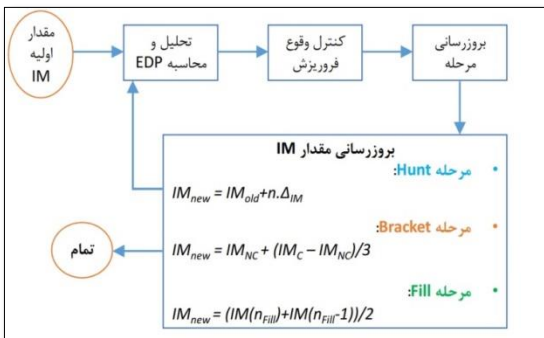 مقدار
اولیه
IM
تحلیل و
محاسبه EDP
کنترل وقوع
فروریزش
بروزرسانی
مرحله
بروزرسانی مقدار IM
• مرحله Hunt:
IMnew = IMold+n.ΔIM
• مرحله Bracket:
IMnew = IMNC + (IMC – IMNC)/3
• مرحله Fill:
IMnew = (IM(nFill)+IM(nFill-1))/2
تمام